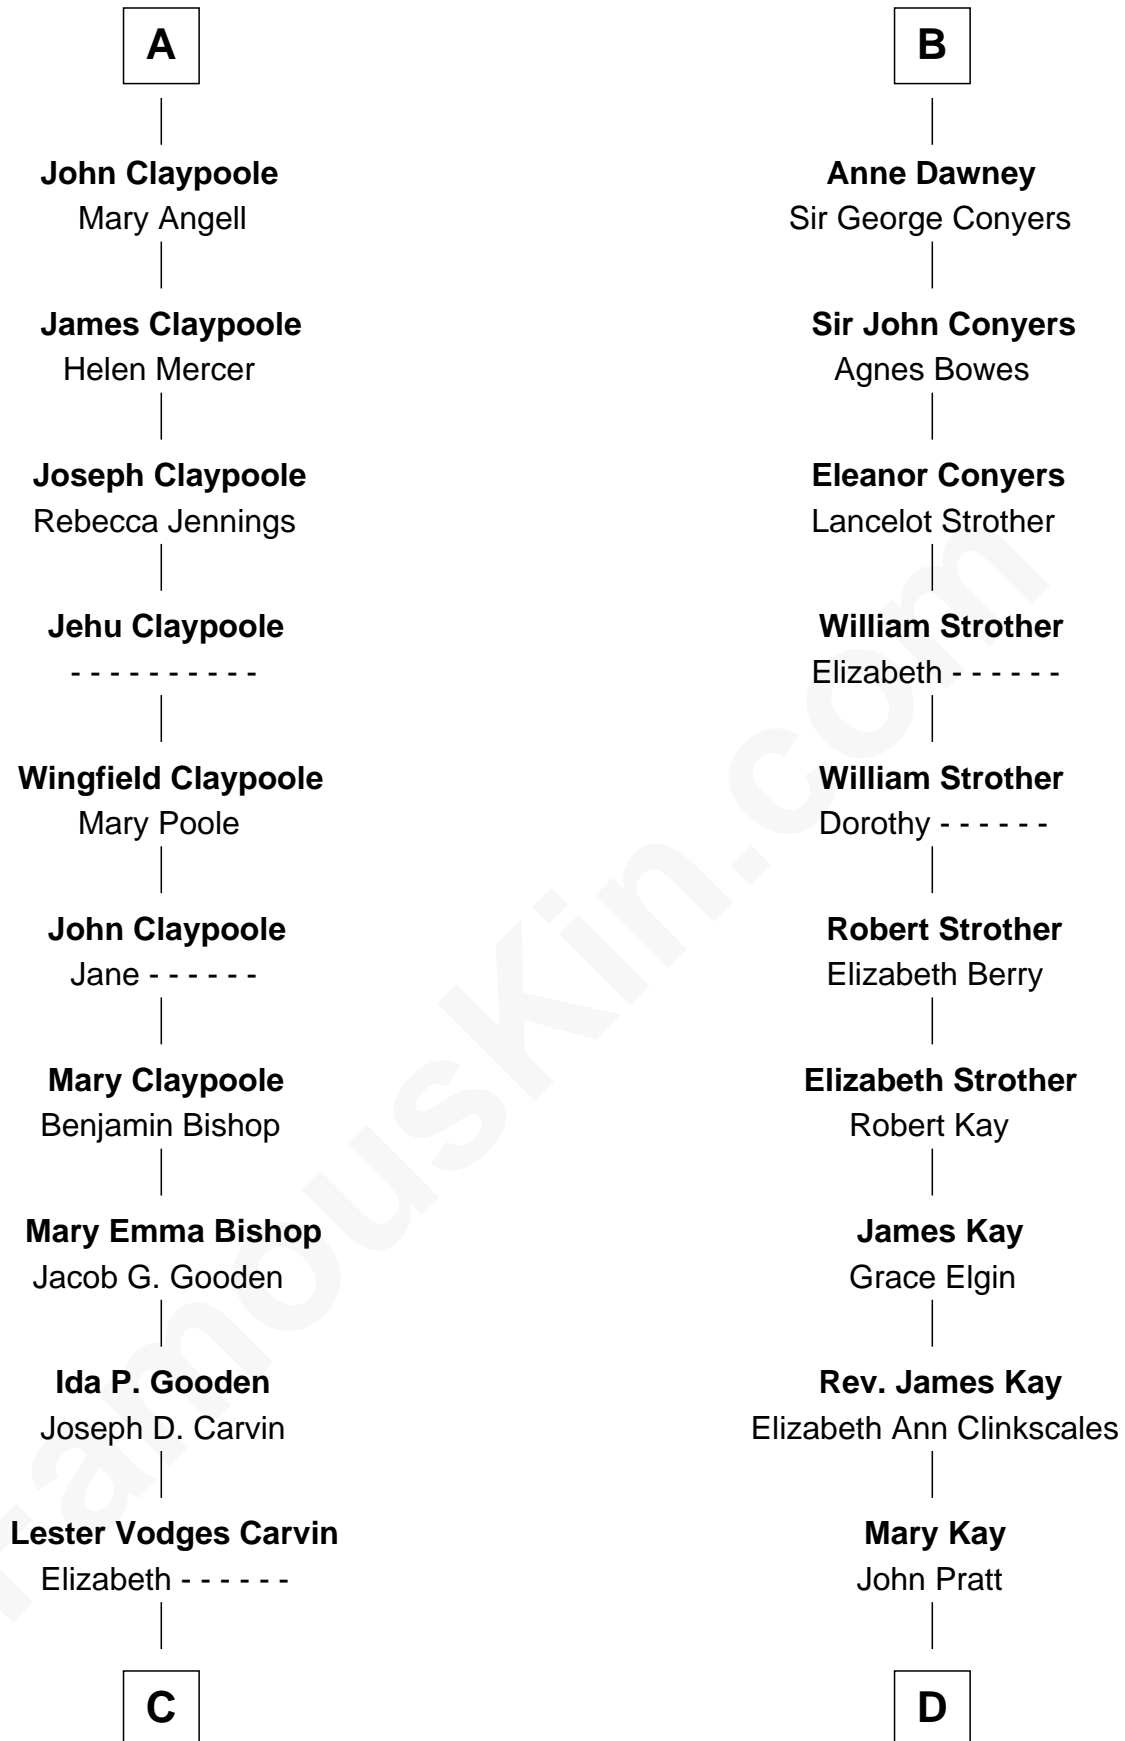 A
John Claypoole
Mary Angell
James Claypoole
Helen Mercer
Joseph Claypoole
Rebecca Jennings
Jehu Claypoole
- - - - - - - - - -
Wingfield Claypoole
Mary Poole
John Claypoole
Jane - - - - - -
Mary Claypoole
Benjamin Bishop
Mary Emma Bishop
Jacob G. Gooden
Ida P. Gooden
Joseph D. Carvin
Lester Vodges Carvin
Elizabeth - - - - - -
C
B
Anne Dawney
Sir George Conyers
Sir John Conyers
Agnes Bowes
Eleanor Conyers
Lancelot Strother
William Strother
Elizabeth - - - - - -
William Strother
Dorothy - - - - - -
Robert Strother
Elizabeth Berry
Elizabeth Strother
Robert Kay
James Kay
Grace Elgin
Rev. James Kay
Elizabeth Ann Clinkscales
Mary Kay
John Pratt
D
FamousKin.com